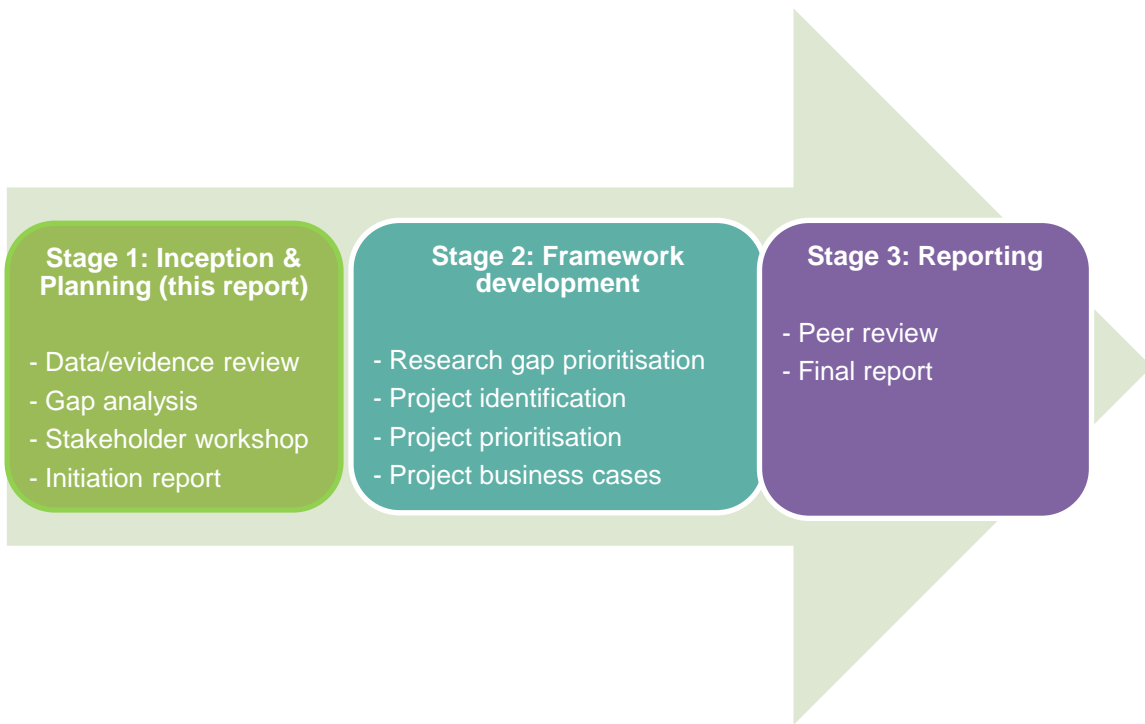 Stage 1: Inception &
Planning (this report)
- Data/evidence review
- Gap analysis
- Stakeholder workshop
- Initiation report
Stage 2: Framework
development
- Research gap prioritisation
- Project identification
- Project prioritisation
- Project business cases
Stage 3: Reporting
- Peer review
- Final report